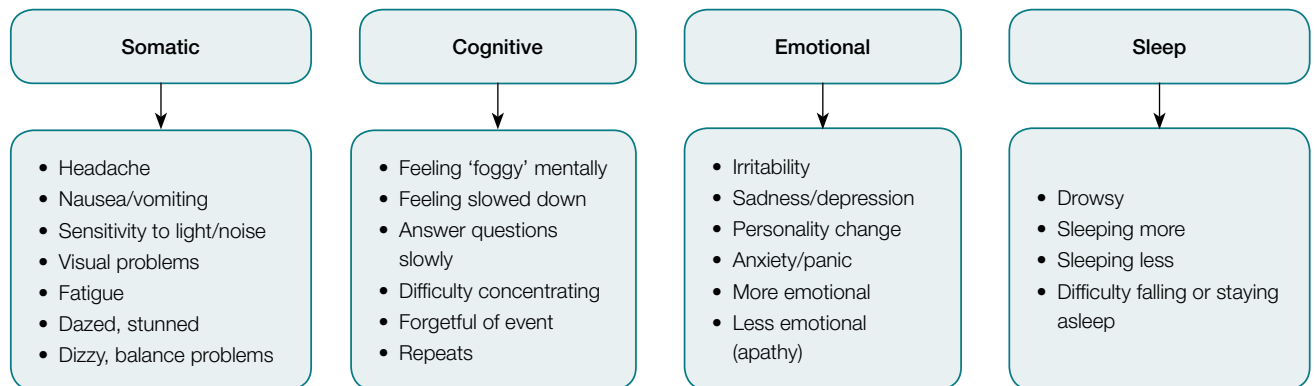 Somatic
Cognitive
Emotional
Sleep
• Headache
• Nausea/vomiting
• Sensitivity to light/noise
• Visual problems
• Fatigue
• Dazed, stunned
• Dizzy, balance problems
• Feeling ‘foggy’ mentally
• Feeling slowed down
• Answer questions
slowly
• Difficulty concentrating
• Forgetful of event
• Repeats
• Irritability
• Sadness/depression
• Personality change
• Anxiety/panic
• More emotional
• Less emotional
(apathy)
• Drowsy
• Sleeping more
• Sleeping less
• Difficulty falling or staying
asleep